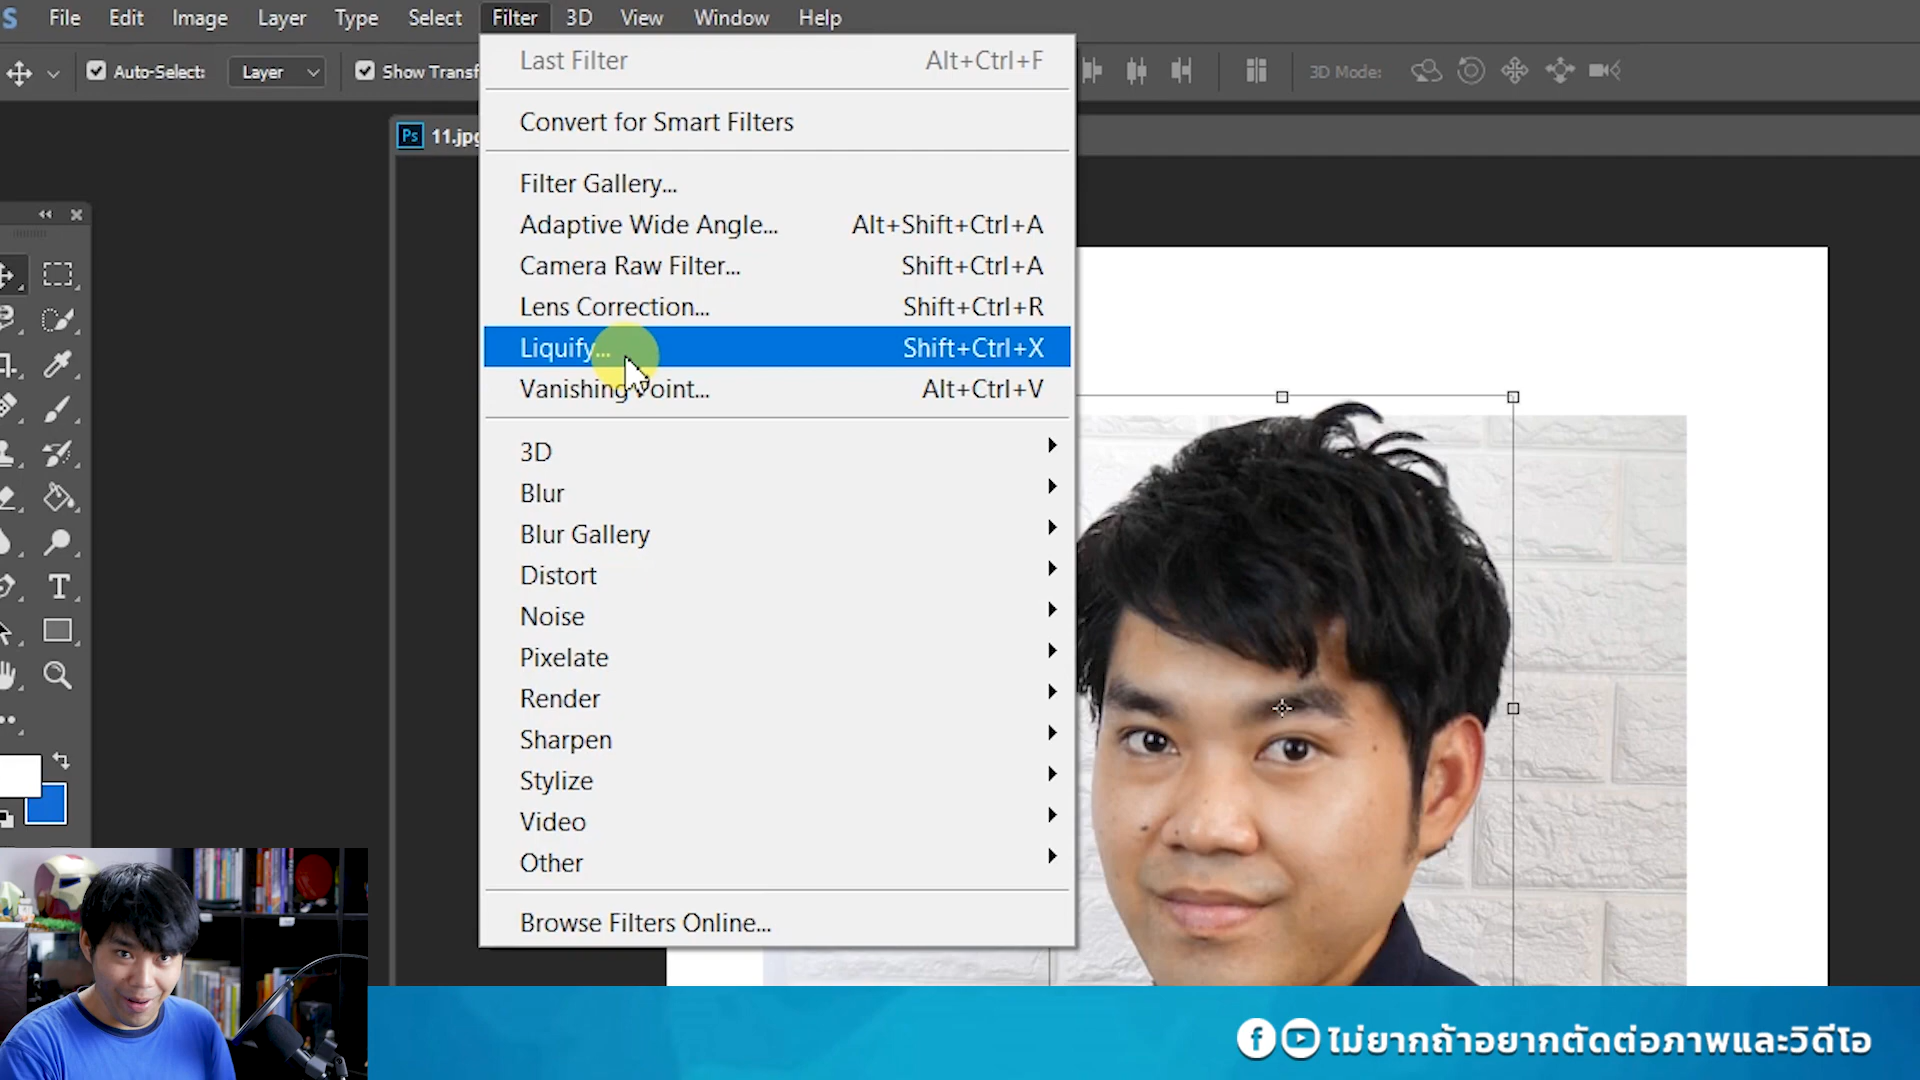 File Edit Image Layer Type Select Filter 3D View Window Help
Auto-Select: Layer Show Transf 3D Mode:
Ps 11.jpg
Last Filter Alt+Ctrl+F
Convert for Smart Filters
Filter Gallery...
Adaptive Wide Angle... Alt+Shift+Ctrl+A
Camera Raw Filter... Shift+Ctrl+A
Lens Correction... Shift+Ctrl+R
Liquify... Shift+Ctrl+X
Vanishing Point... Alt+Ctrl+V
3D
Blur
Blur Gallery
Distort
Noise
Pixelate
Render
Sharpen
Stylize
Video
Other
Browse Filters Online...
ไม่ยากถ้าอยากตัดต่อภาพและวิดีโอ